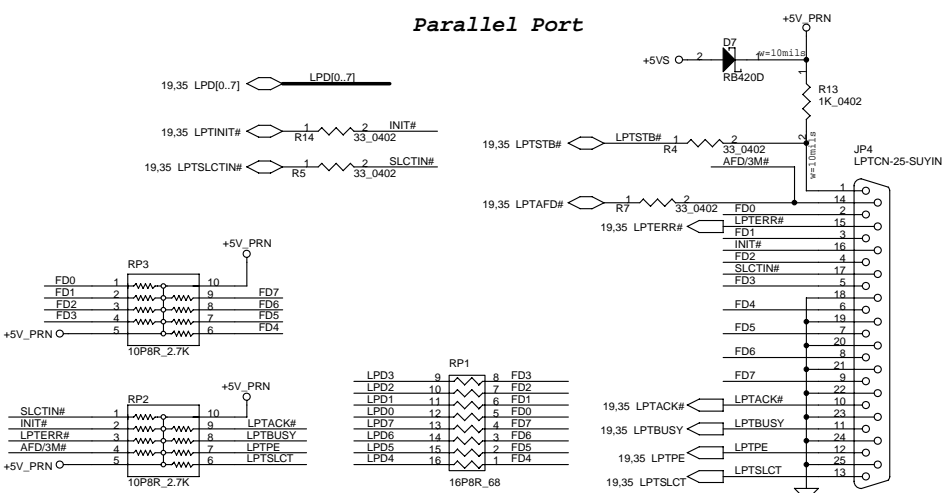 Parallel Port
+5V_PRN
D7
+5VS 2 1 w=10mils
RB420D
19,35 LPD[0..7] LPD[0..7]
1
R13
1K_0402
2
w=10mils
19,35 LPTINIT# 1 2 INIT#
R14 33_0402
19,35 LPTSLCTIN# 1 2 SLCTIN#
R5 33_0402
19,35 LPTSTB# LPTSTB# 1 2
R4 33_0402
AFD/3M#
19,35 LPTAFD# 1 2
R7 33_0402
JP4
LPTCN-25-SUYIN
1
14
FD0 2
19,35 LPTERR# LPTERR# 15
FD1 3
INIT# 16
FD2 4
SLCTIN# 17
FD3 5
18
FD4 6
19
FD5 7
20
FD6 8
21
FD7 9
22
19,35 LPTACK# LPTACK# 10
23
19,35 LPTBUSY LPTBUSY 11
24
19,35 LPTPE LPTPE 12
25
19,35 LPTSLCT LPTSLCT 13
+5V_PRN
RP3
FD0 1 10
FD1 2 9 FD7
FD2 3 8 FD6
FD3 4 7 FD5
+5V_PRN 5 6 FD4
10P8R_2.7K
+5V_PRN
RP2
SLCTIN# 1 10
INIT# 2 9 LPTACK#
LPTERR# 3 8 LPTBUSY
AFD/3M# 4 7 LPTPE
+5V_PRN 5 6 LPTSLCT
10P8R_2.7K
RP1
LPD3 9 8 FD3
LPD2 10 7 FD2
LPD1 11 6 FD1
LPD0 12 5 FD0
LPD7 13 4 FD7
LPD6 14 3 FD6
LPD5 15 2 FD5
LPD4 16 1 FD4
16P8R_68